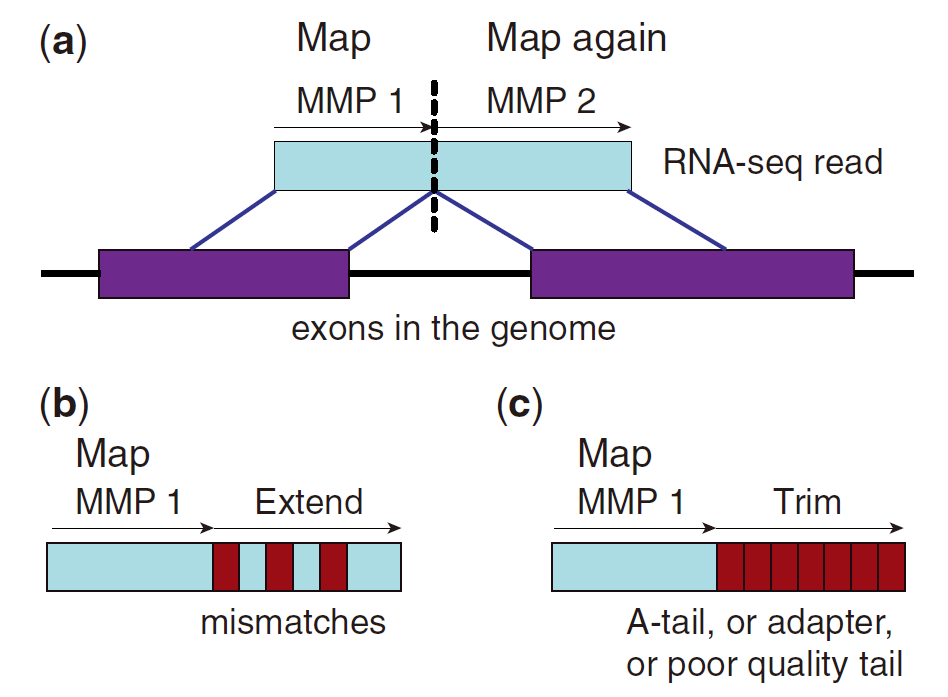 (a)
Map Map again
MMP 1 MMP 2
RNA-seq read
exons in the genome
(b)
Map
MMP 1 Extend
mismatches
(c)
Map
MMP 1 Trim
A-tail, or adapter,
or poor quality tail